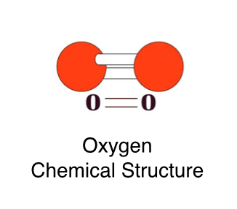 O=O
Oxygen
Chemical Structure